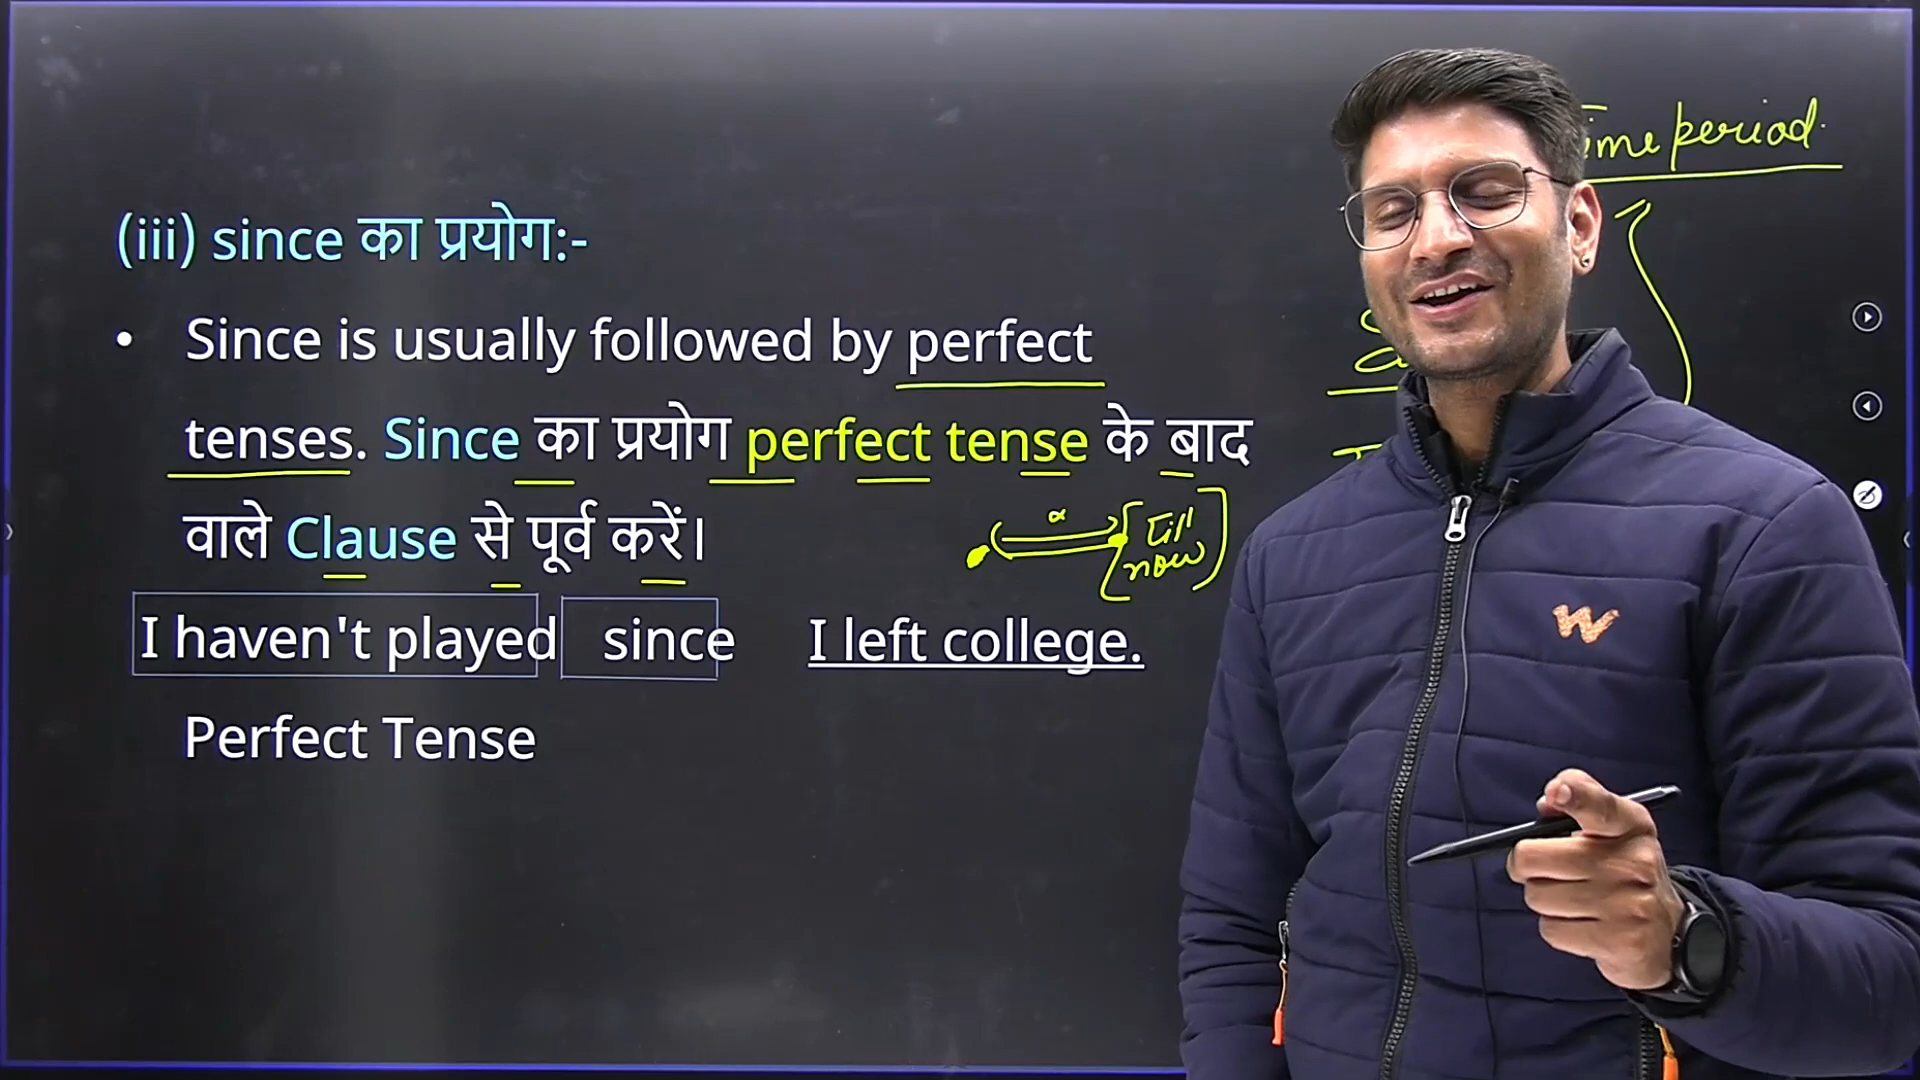 Time period.
(iii) since का प्रयोग:-
• Since is usually followed by perfect
tenses. Since का प्रयोग perfect tense के बाद
वाले Clause से पूर्व करें।
till
now
I haven't played since I left college.
Perfect Tense
W